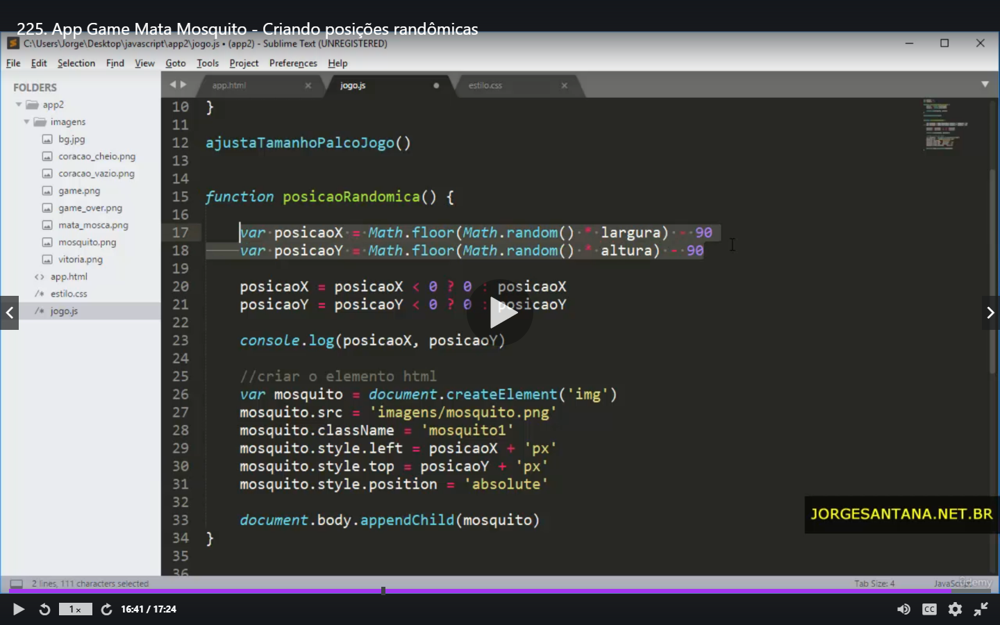 225. App Game Mata Mosquito - Criando posições randômicas
C:\Users\Jorge\Desktop\javascript\app2\jogo.js • (app2) - Sublime Text (UNREGISTERED)
File Edit Selection Find View Goto Tools Project Preferences Help
FOLDERS
app2
imagens
bg.jpg
coracao_cheio.png
coracao_vazio.png
game.png
game_over.png
mata_mosca.png
mosquito.png
vitoria.png
app.html
estilo.css
jogo.js
app.html jogo.js estilo.css
10 }
11
12 ajustaTamanhoPalcoJogo()
13
14
15 function posicaoRandomica() {
16
17 var posicaoX = Math.floor(Math.random() * largura) - 90
18 var posicaoY = Math.floor(Math.random() * altura) - 90
19
20 posicaoX = posicaoX < 0 ? 0 : posicaoX
21 posicaoY = posicaoY < 0 ? 0 : posicaoY
22
23 console.log(posicaoX, posicaoY)
24
25 //criar o elemento html
26 var mosquito = document.createElement('img')
27 mosquito.src = 'imagens/mosquito.png'
28 mosquito.className = 'mosquito1'
29 mosquito.style.left = posicaoX + 'px'
30 mosquito.style.top = posicaoY + 'px'
31 mosquito.style.position = 'absolute'
32
33 document.body.appendChild(mosquito)
34 }
35
36
JORGESANTANA.NET.BR
2 lines, 111 characters selected
Tab Size: 4
udemy
1 x
16:41 / 17:24
CC